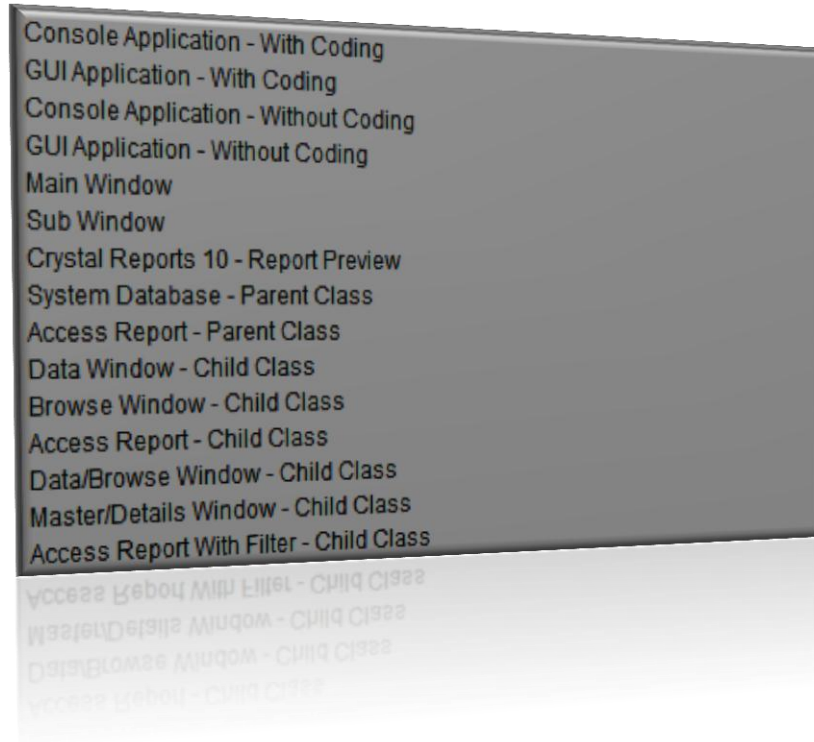 Console Application - With Coding
GUI Application - With Coding
Console Application - Without Coding
GUI Application - Without Coding
Main Window
Sub Window
Crystal Reports 10 - Report Preview
System Database - Parent Class
Access Report - Parent Class
Data Window - Child Class
Browse Window - Child Class
Access Report - Child Class
Data/Browse Window - Child Class
Master/Details Window - Child Class
Access Report With Filter - Child Class